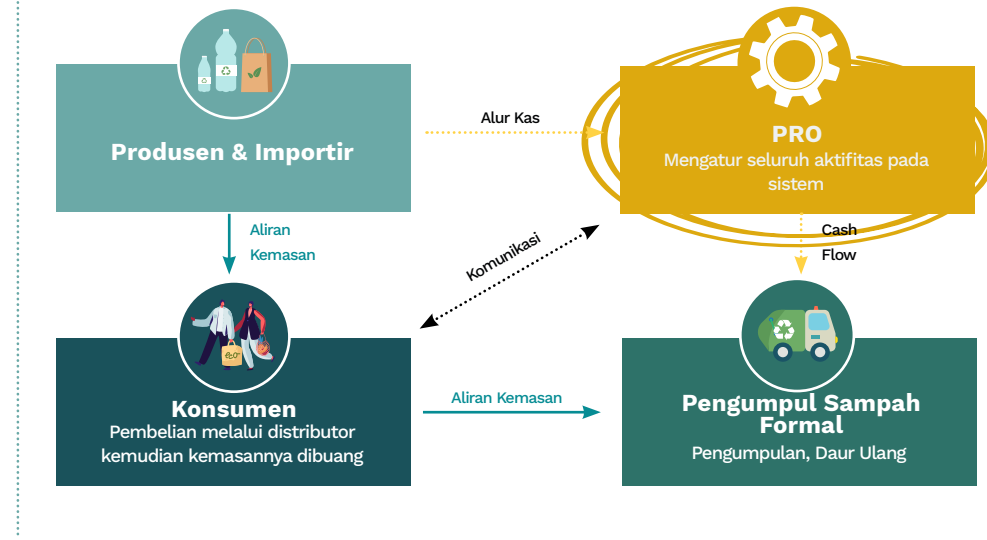 Produsen & Importir
Alur Kas
PRO
Mengatur seluruh aktifitas pada
sistem
Aliran
Kemasan
Komunikasi
Cash
Flow
Konsumen
Pembelian melalui distributor
kemudian kemasannya dibuang
Aliran Kemasan
Pengumpul Sampah
Formal
Pengumpulan, Daur Ulang
eco